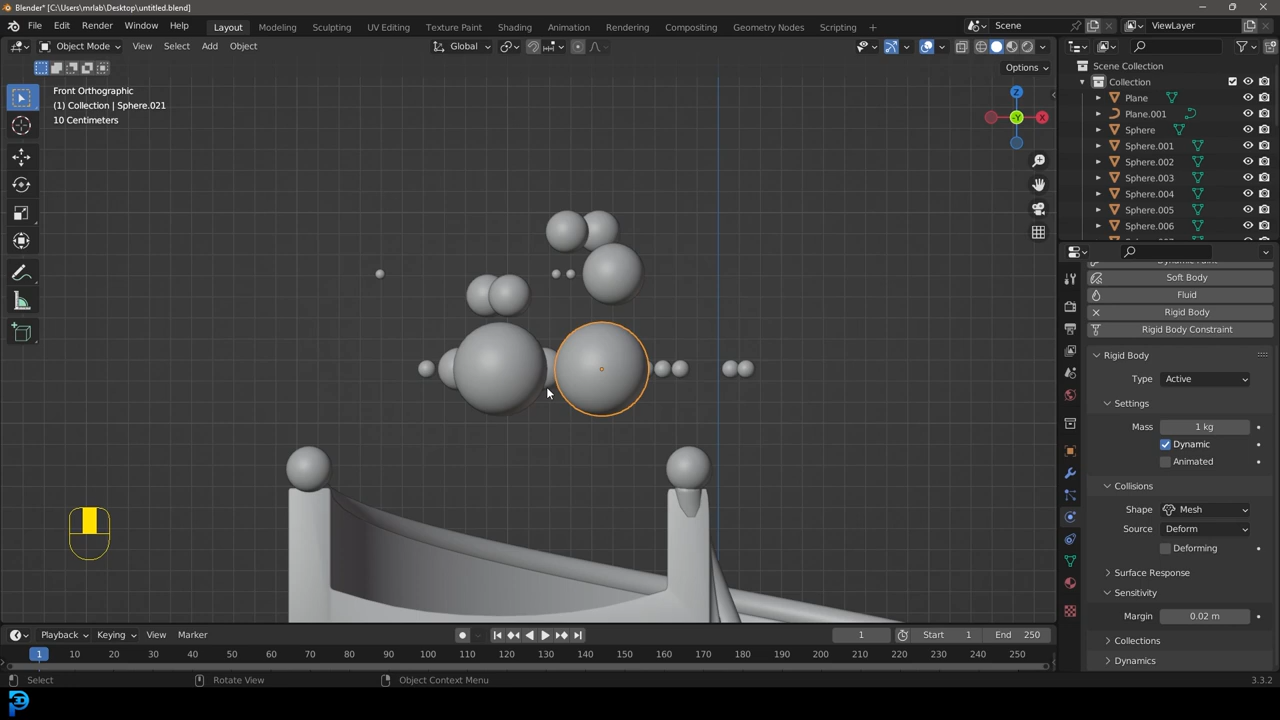 Blender* [C:\Users\mrlab\Desktop\untitled.blend]
File Edit Render Window Help Layout Modeling Sculpting UV Editing Texture Paint Shading Animation Rendering Compositing Geometry Nodes Scripting Scene ViewLayer
Object Mode View Select Add Object Global
Options
Front Orthographic
(1) Collection | Sphere.021
10 Centimeters
Z
-Y
X
Scene Collection
Collection
Plane
Plane.001
Sphere
Sphere.001
Sphere.002
Sphere.003
Sphere.004
Sphere.005
Sphere.006
Soft Body
Fluid
Rigid Body
Rigid Body Constraint
Rigid Body
Type Active
Settings
Mass 1 kg
Dynamic
Animated
Collisions
Shape Mesh
Source Deform
Deforming
Surface Response
Sensitivity
Margin 0.02 m
Collections
Dynamics
Playback Keying View Marker 1 Start 1 End 250
1 10 20 30 40 50 60 70 80 90 100 110 120 130 140 150 160 170 180 190 200 210 220 230 240 250
Select Rotate View Object Context Menu 3.3.2